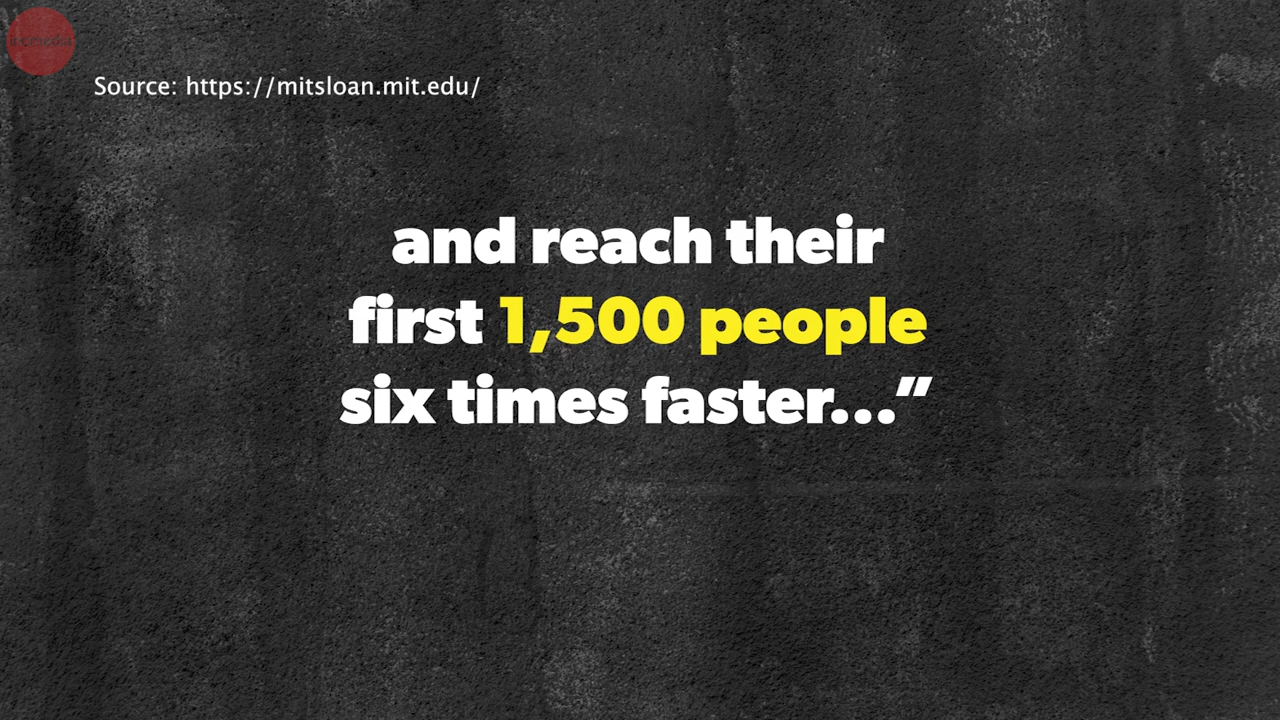 Source: https://mitsloan.mit.edu/
and reach their
first 1,500 people
six times faster...”